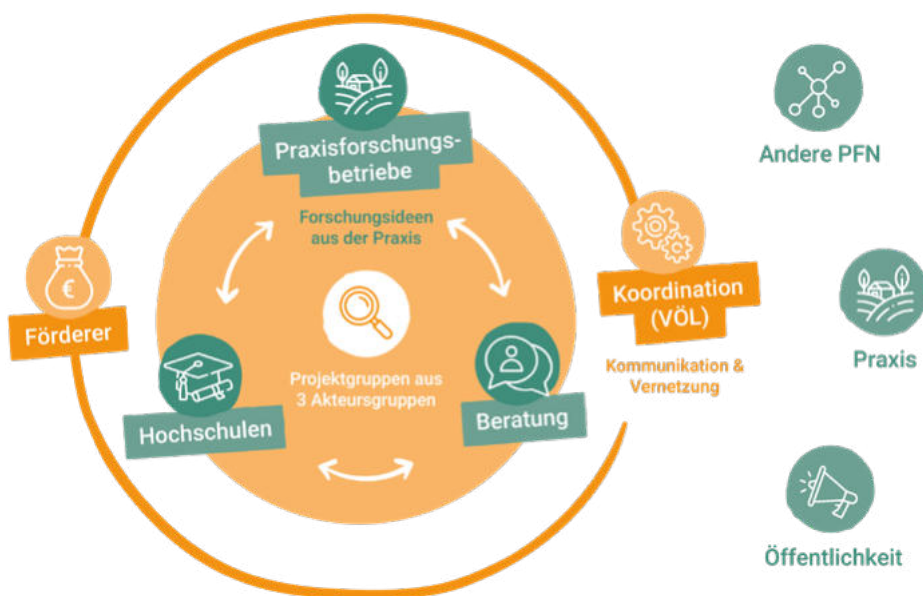 Praxisforschungs-
betriebe
Forschungsideen
aus der Praxis
Förderer
€
Koordination
(VÖL)
Kommunikation &
Vernetzung
Projektgruppen aus
3 Akteursgruppen
Hochschulen
Beratung
Andere PFN
Praxis
Öffentlichkeit